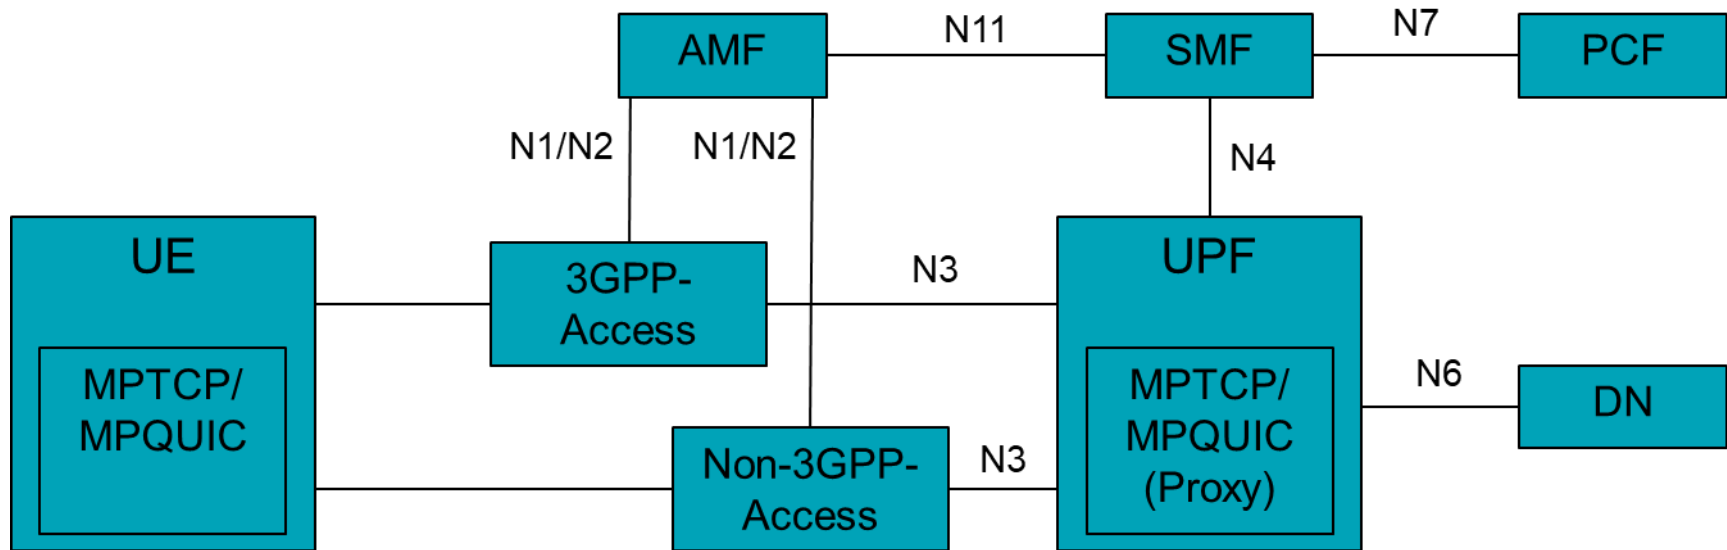 AMF
N11
SMF
N7
PCF
N1/N2
N1/N2
N4
UE
3GPP-
Access
N3
UPF
MPTCP/
MPQUIC
Non-3GPP-
Access
N3
MPTCP/
MPQUIC
(Proxy)
N6
DN